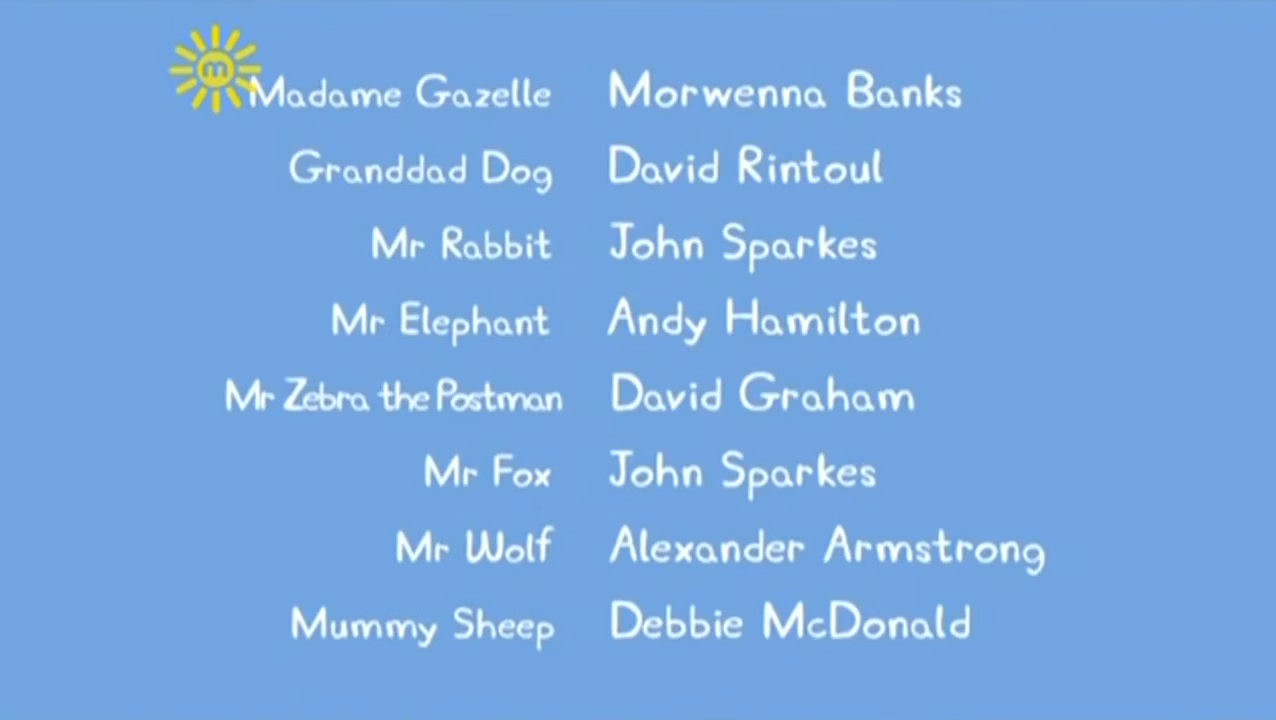 m
Madame Gazelle Morwenna Banks
Granddad Dog David Rintoul
Mr Rabbit John Sparkes
Mr Elephant Andy Hamilton
Mr Zebra the Postman David Graham
Mr Fox John Sparkes
Mr Wolf Alexander Armstrong
Mummy Sheep Debbie McDonald